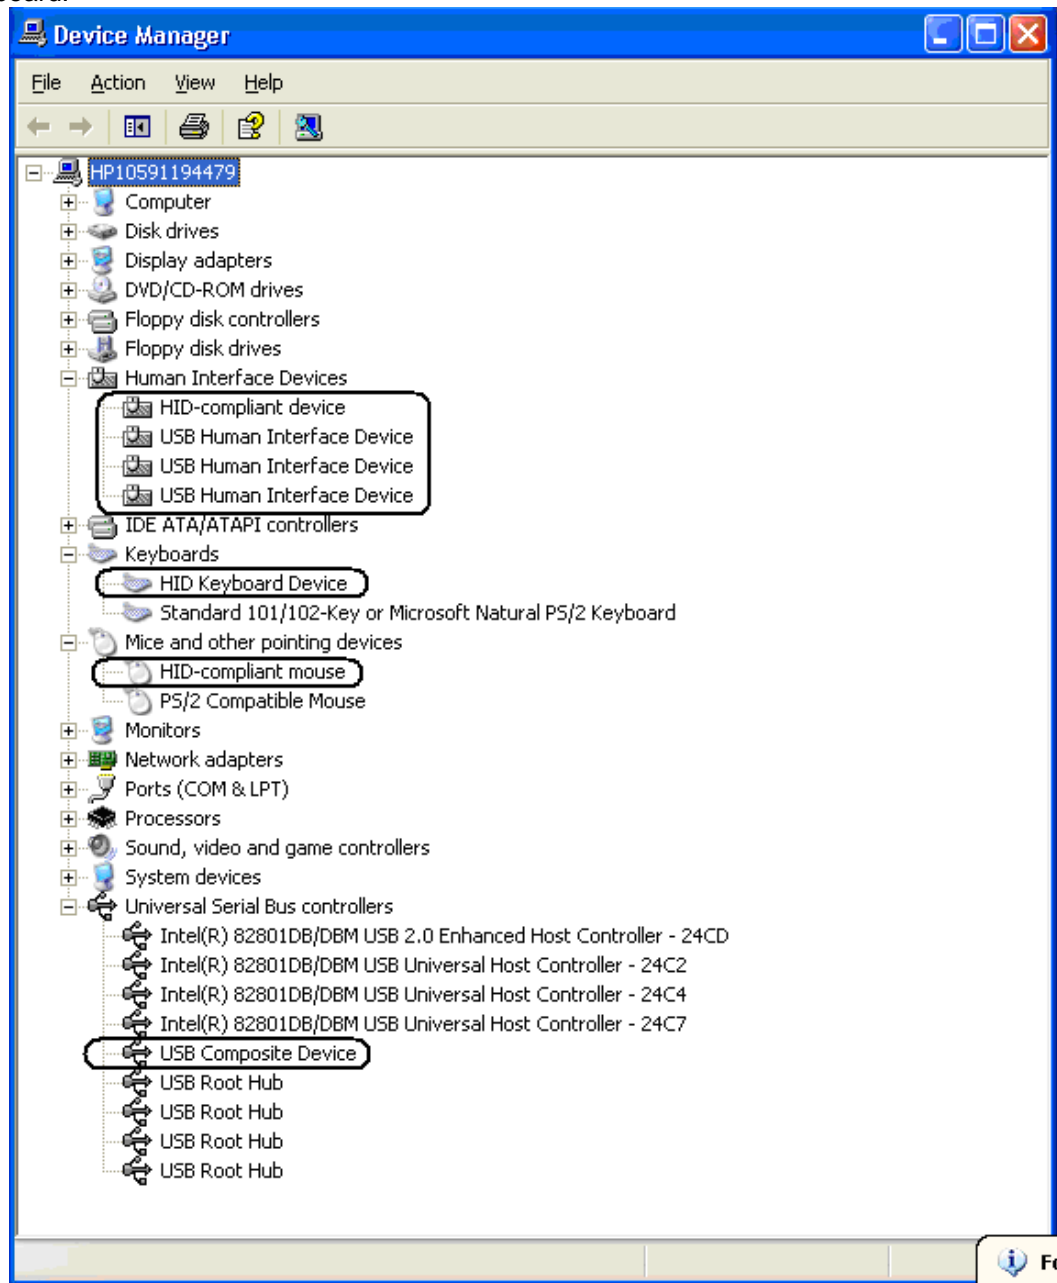 Device Manager
File Action View Help
HP10591194479
Computer
Disk drives
Display adapters
DVD/CD-ROM drives
Floppy disk controllers
Floppy disk drives
Human Interface Devices
HID-compliant device
USB Human Interface Device
USB Human Interface Device
USB Human Interface Device
IDE ATA/ATAPI controllers
Keyboards
HID Keyboard Device
Standard 101/102-Key or Microsoft Natural PS/2 Keyboard
Mice and other pointing devices
HID-compliant mouse
PS/2 Compatible Mouse
Monitors
Network adapters
Ports (COM & LPT)
Processors
Sound, video and game controllers
System devices
Universal Serial Bus controllers
Intel(R) 82801DB/DBM USB 2.0 Enhanced Host Controller - 24CD
Intel(R) 82801DB/DBM USB Universal Host Controller - 24C2
Intel(R) 82801DB/DBM USB Universal Host Controller - 24C4
Intel(R) 82801DB/DBM USB Universal Host Controller - 24C7
USB Composite Device
USB Root Hub
USB Root Hub
USB Root Hub
USB Root Hub